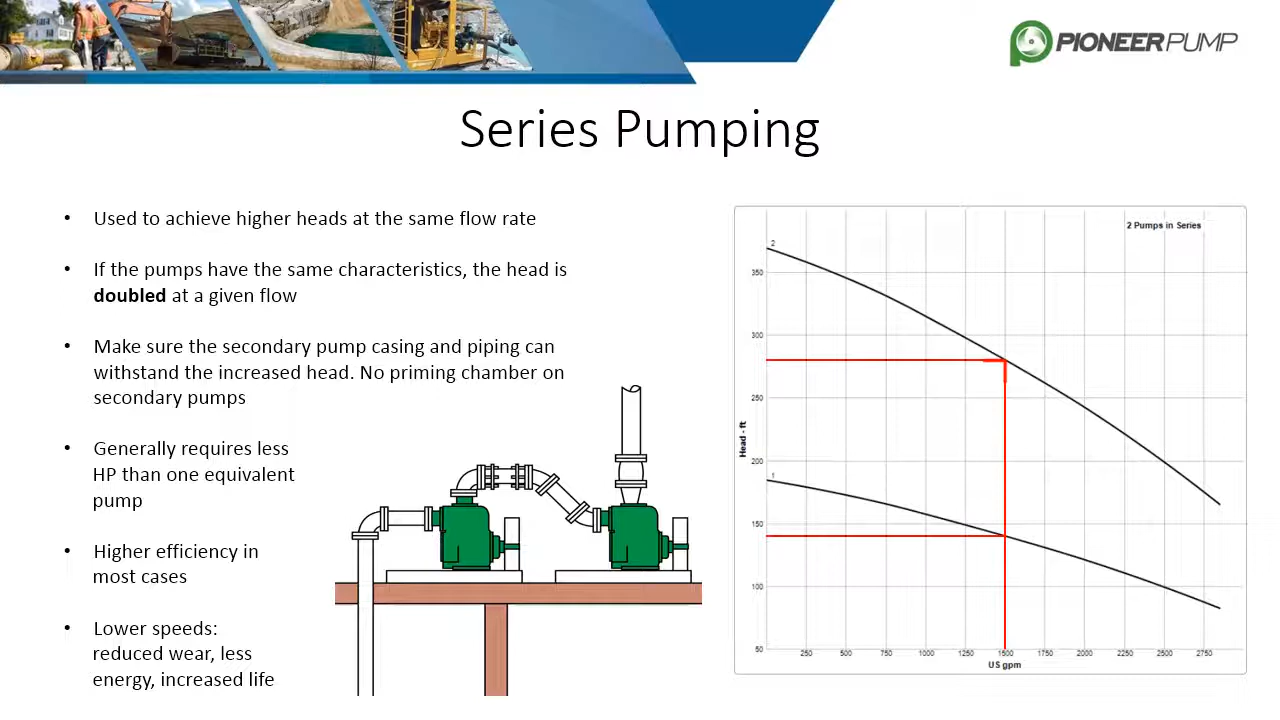 PIONEERPUMP
Series Pumping
• Used to achieve higher heads at the same flow rate
• If the pumps have the same characteristics, the head is
doubled at a given flow
• Make sure the secondary pump casing and piping can
withstand the increased head. No priming chamber on
secondary pumps
• Generally requires less
HP than one equivalent
pump
• Higher efficiency in
most cases
• Lower speeds:
reduced wear, less
energy, increased life
2 Pumps in Series
2
350
300
250
Head - ft
200
1
150
100
50
250 500 750 1000 1250 1500 1750 2000 2250 2500 2750
US gpm